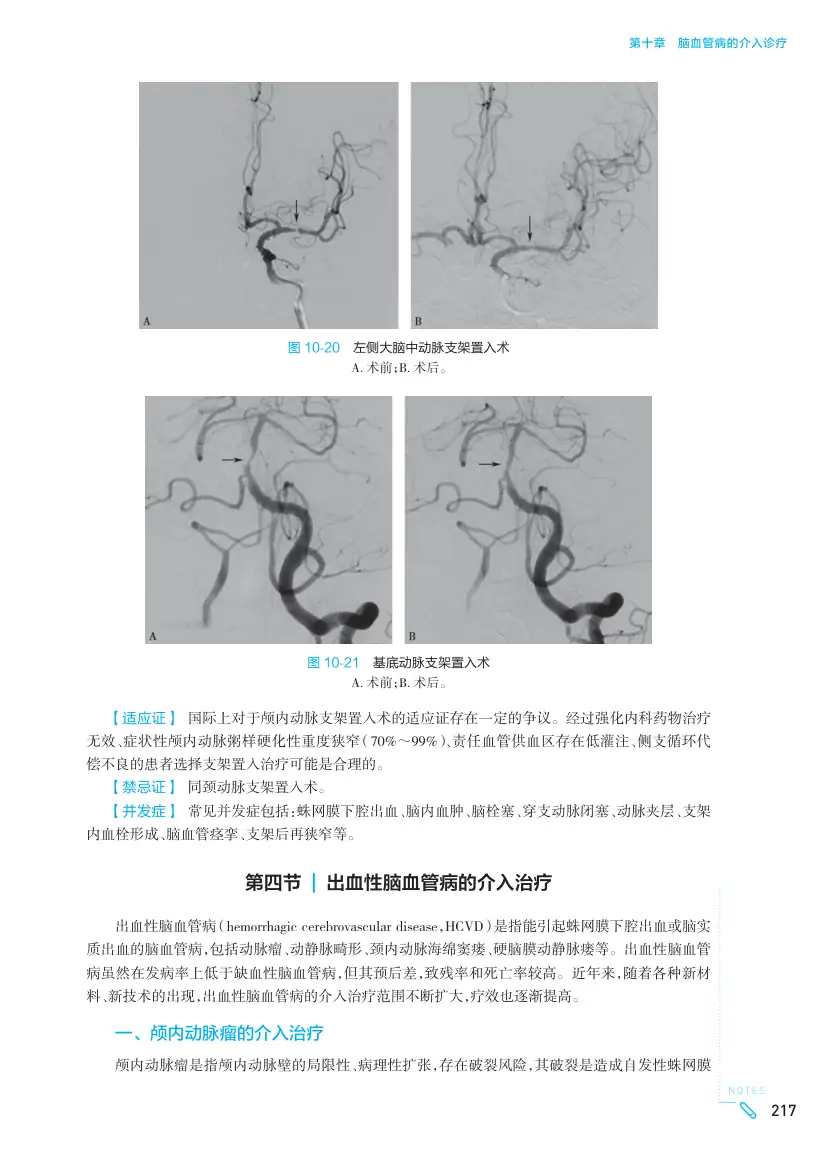 第十章 脑血管病的介入诊疗
A
B
图 10-20 左侧大脑中动脉支架置入术
A. 术前;B. 术后。
A
B
图 10-21 基底动脉支架置入术
A. 术前;B. 术后。
【适应证】 国际上对于颅内动脉支架置入术的适应证存在一定的争议。经过强化内科药物治疗
无效、症状性颅内动脉粥样硬化性重度狭窄(70%～99%)、责任血管供血区存在低灌注、侧支循环代
偿不良的患者选择支架置入治疗可能是合理的。
【禁忌证】 同颈动脉支架置入术。
【并发症】 常见并发症包括:蛛网膜下腔出血、脑内血肿、脑栓塞、穿支动脉闭塞、动脉夹层、支架
内血栓形成、脑血管痉挛、支架后再狭窄等。
第四节 | 出血性脑血管病的介入治疗
出血性脑血管病(hemorrhagic cerebrovascular disease,HCVD)是指能引起蛛网膜下腔出血或脑实
质出血的脑血管病,包括动脉瘤、动静脉畸形、颈内动脉海绵窦瘘、硬脑膜动静脉瘘等。出血性脑血管
病虽然在发病率上低于缺血性脑血管病,但其预后差,致残率和死亡率较高。近年来,随着各种新材
料、新技术的出现,出血性脑血管病的介入治疗范围不断扩大,疗效也逐渐提高。
一、颅内动脉瘤的介入治疗
颅内动脉瘤是指颅内动脉壁的局限性、病理性扩张,存在破裂风险,其破裂是造成自发性蛛网膜
NOTES
217